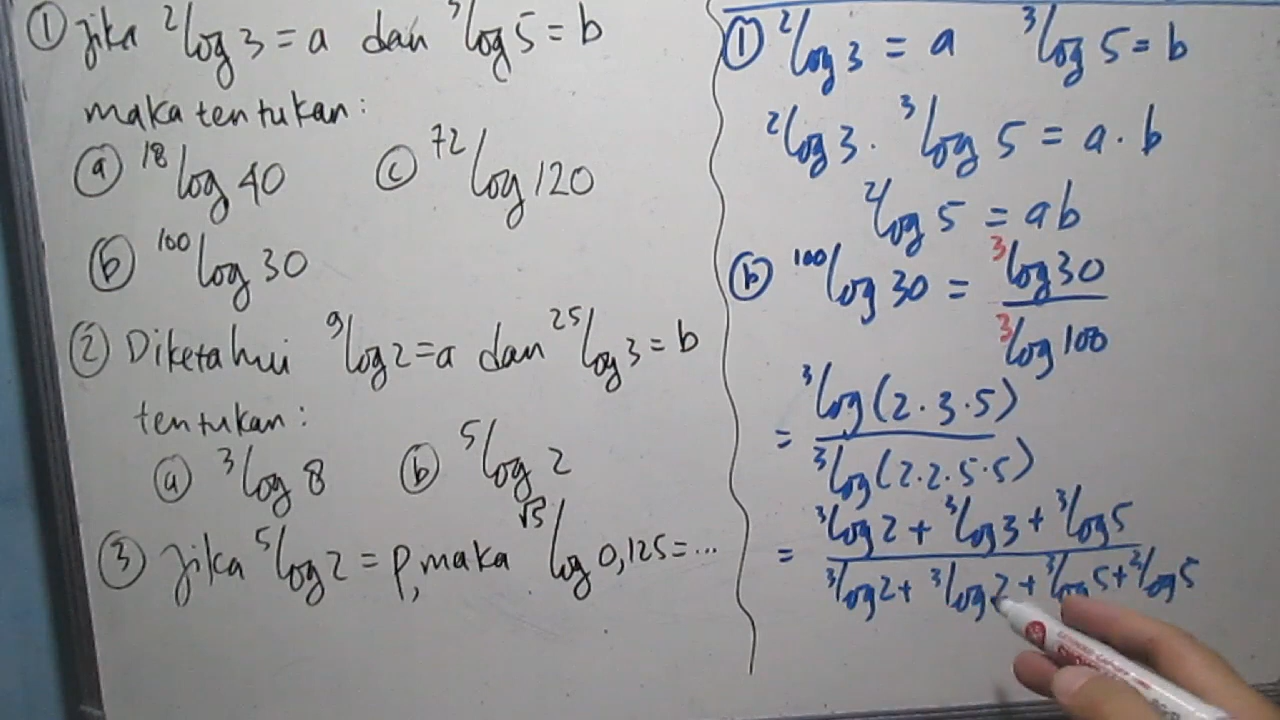 ① Jika ²log 3 = a dan ³log 5 = b
maka tentukan:
ⓐ ¹⁸log 40 ⓒ ⁷²log 120
ⓑ ¹⁰⁰log 30
② Diketahui ⁹log 2 = a dan ²⁵log 3 = b
tentukan:
ⓐ ³log 8 ⓑ ⁵log 2
③ Jika ⁵log 2 = p, maka ^√5log 0,125 = ...
① ²log 3 = a ³log 5 = b
²log 3 . ³log 5 = a . b
²log 5 = ab
ⓑ ¹⁰⁰log 30 = ³log 30
³log 100
³log (2 . 3 . 5)
=
³log (2 . 2 . 5 . 5)
³log 2 + ³log 3 + ³log 5
=
³log 2 + ³log 2 + ³log 5 + ³log 5